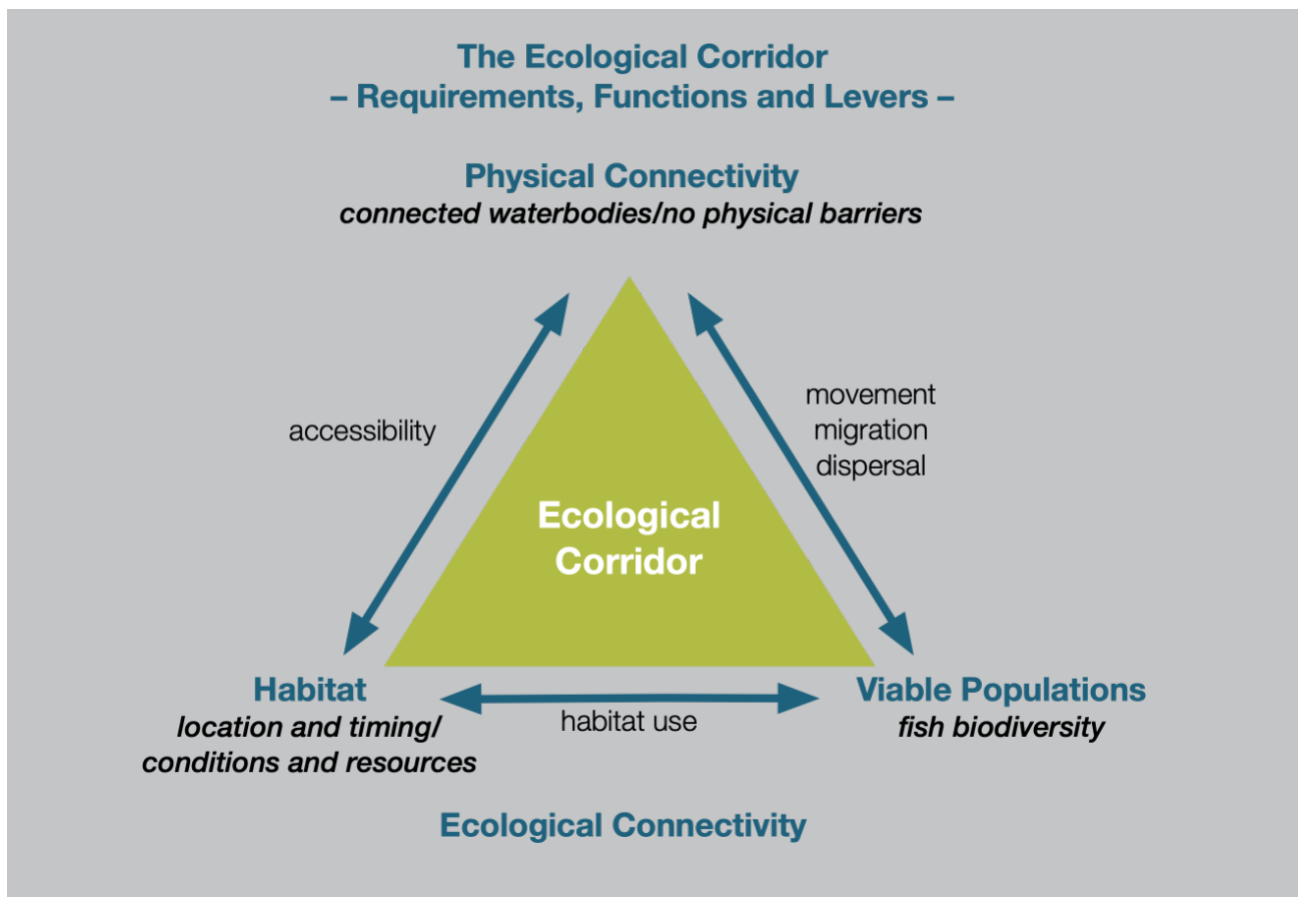 The Ecological Corridor
– Requirements, Functions and Levers –
Physical Connectivity
connected waterbodies/no physical barriers
accessibility
movement
migration
dispersal
Ecological
Corridor
Habitat
location and timing/
conditions and resources
habitat use
Viable Populations
fish biodiversity
Ecological Connectivity